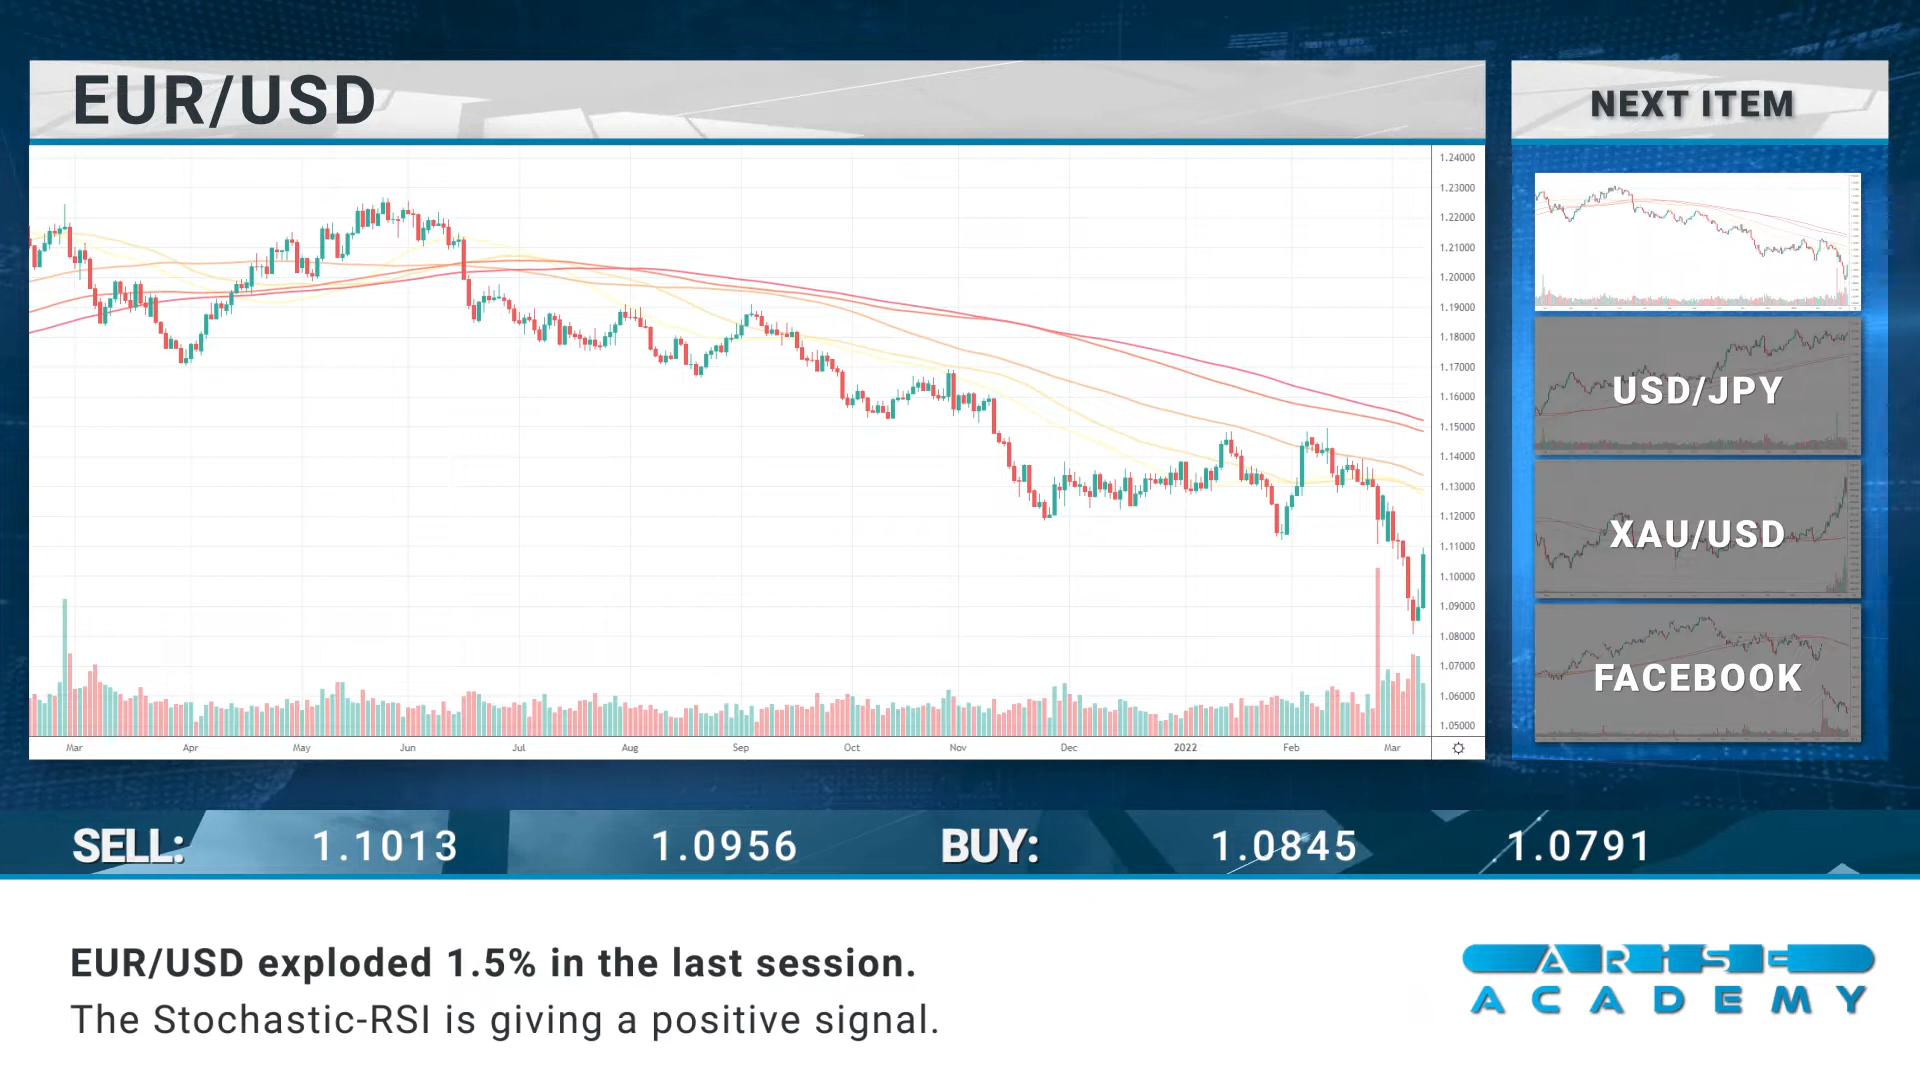 EUR/USD
NEXT ITEM
1.24000
1.23000
1.22000
1.21000
1.20000
1.19000
1.18000
1.17000
1.16000
1.15000
1.14000
1.13000
1.12000
1.11000
1.10000
1.09000
1.08000
1.07000
1.06000
1.05000
Mar Apr May Jun Jul Aug Sep Oct Nov Dec 2022 Feb Mar
USD/JPY
XAU/USD
FACEBOOK
SELL: 1.1013 1.0956 BUY: 1.0845 1.0791
EUR/USD exploded 1.5% in the last session.
The Stochastic-RSI is giving a positive signal.
ARISE
ACADEMY